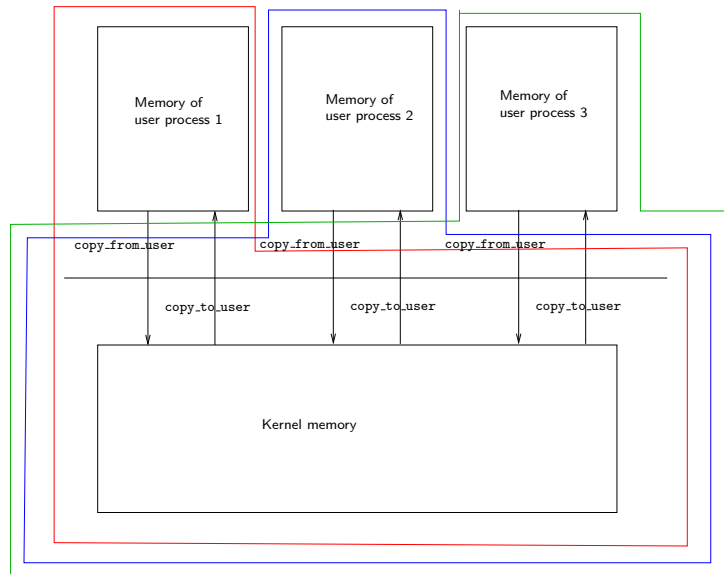 Memory of
user process 1
Memory of
user process 2
Memory of
user process 3
copy_from_user
copy_from_user
copy_from_user
copy_to_user
copy_to_user
copy_to_user
Kernel memory